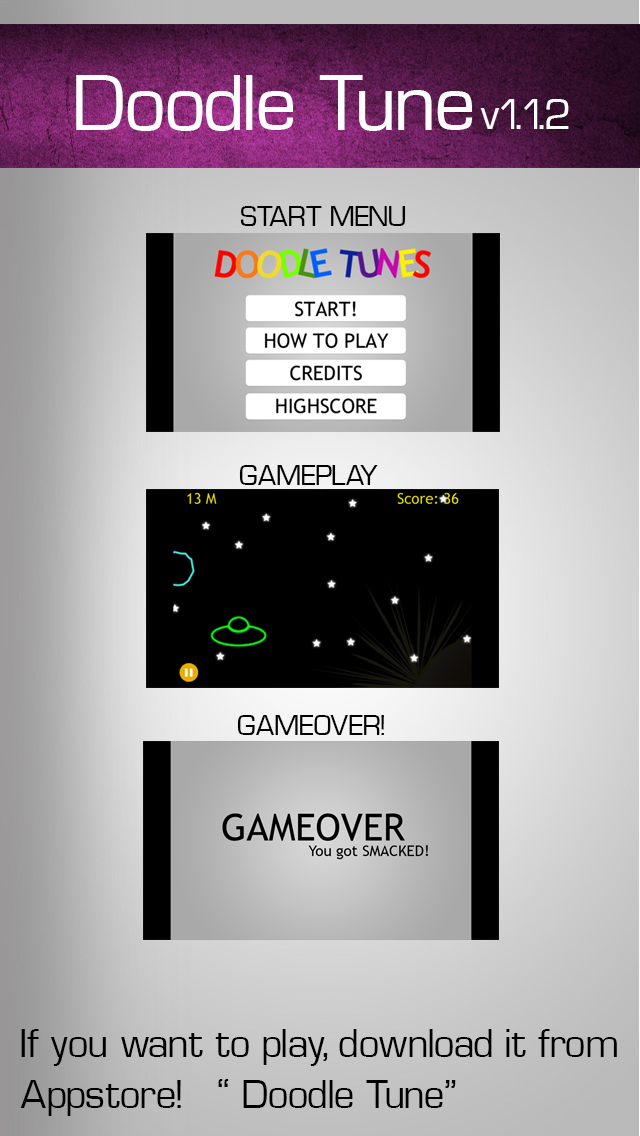 Doodle Tune v1.1.2
START MENU
DOODLE TUNES
START!
HOW TO PLAY
CREDITS
HIGHSCORE
GAMEPLAY
13 M Score: 36
GAMEOVER!
GAMEOVER
You got SMACKED!
If you want to play, download it from
Appstore! “ Doodle Tune”